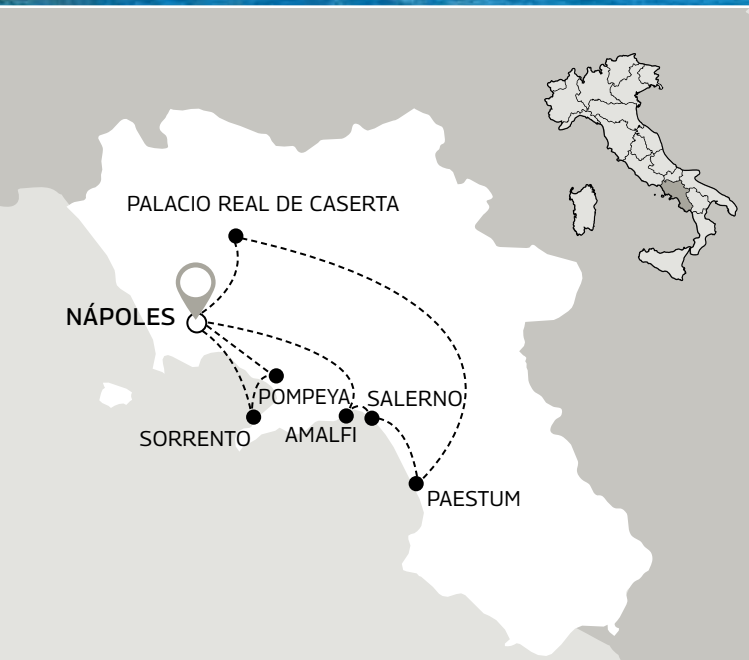 PALACIO REAL DE CASERTA
NÁPOLES
POMPEYA
SALERNO
SORRENTO
AMALFI
PAESTUM